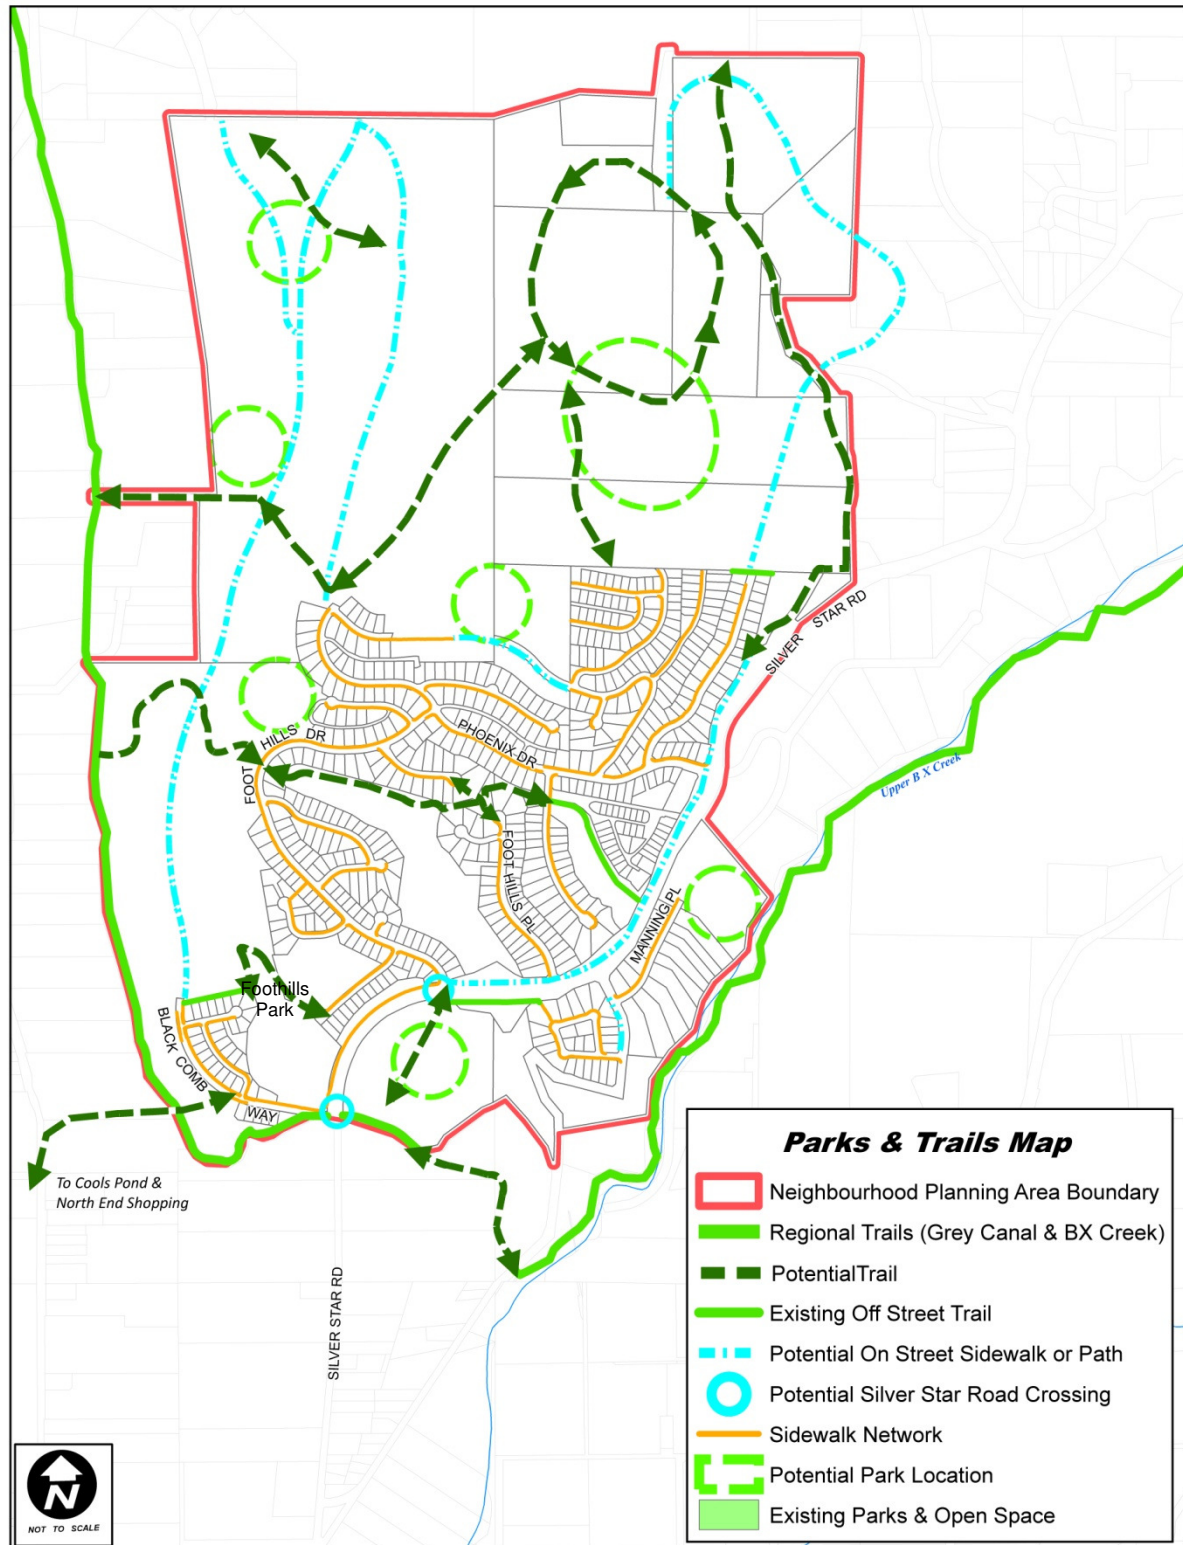 SILVER STAR RD
Upper B X Creek
HILLS DR
FOOT
PHOENIX DR
FOOT HILLS PL
MANNING PL
Foothills
Park
BLACK COMB
WAY
To Cools Pond &
North End Shopping
SILVER STAR RD
Parks & Trails Map
Neighbourhood Planning Area Boundary
Regional Trails (Grey Canal & BX Creek)
PotentialTrail
Existing Off Street Trail
Potential On Street Sidewalk or Path
Potential Silver Star Road Crossing
Sidewalk Network
Potential Park Location
Existing Parks & Open Space
N
NOT TO SCALE